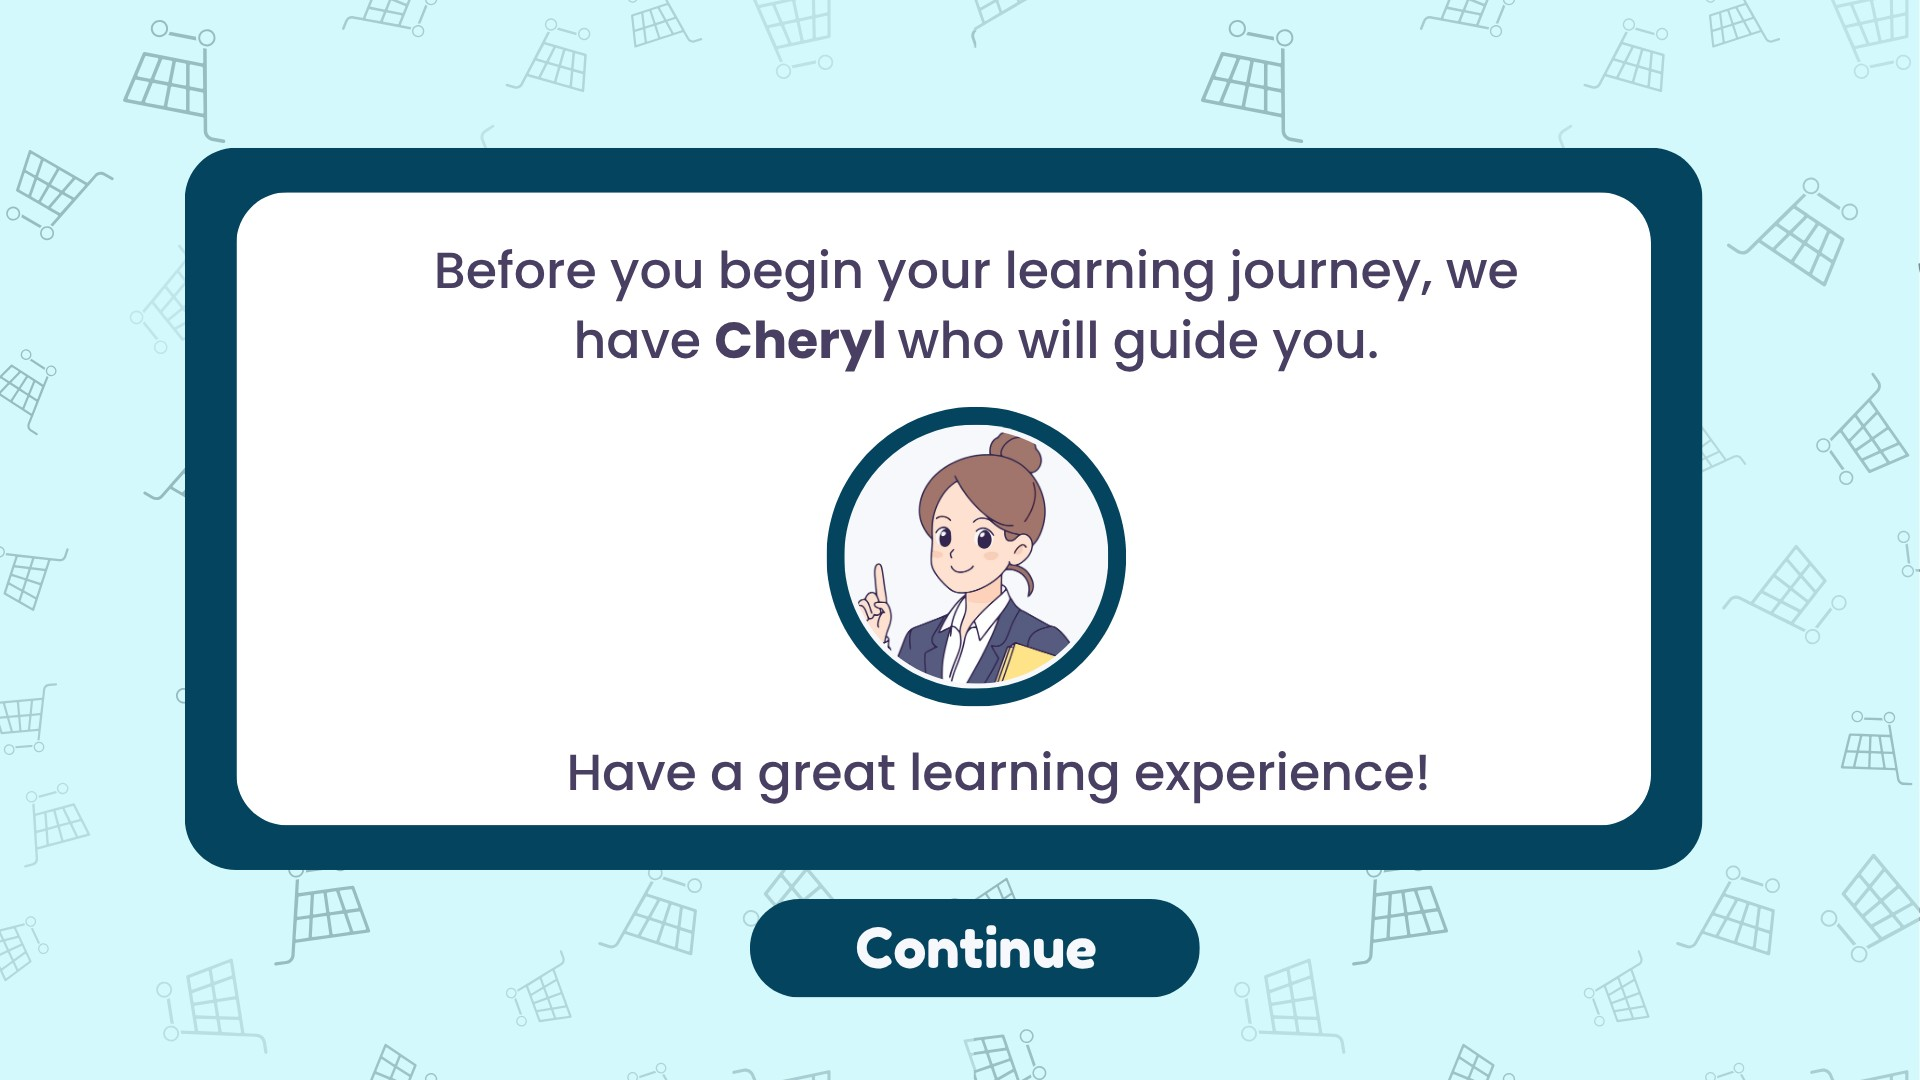 Before you begin your learning journey, we
have Cheryl who will guide you.
Have a great learning experience!
Continue